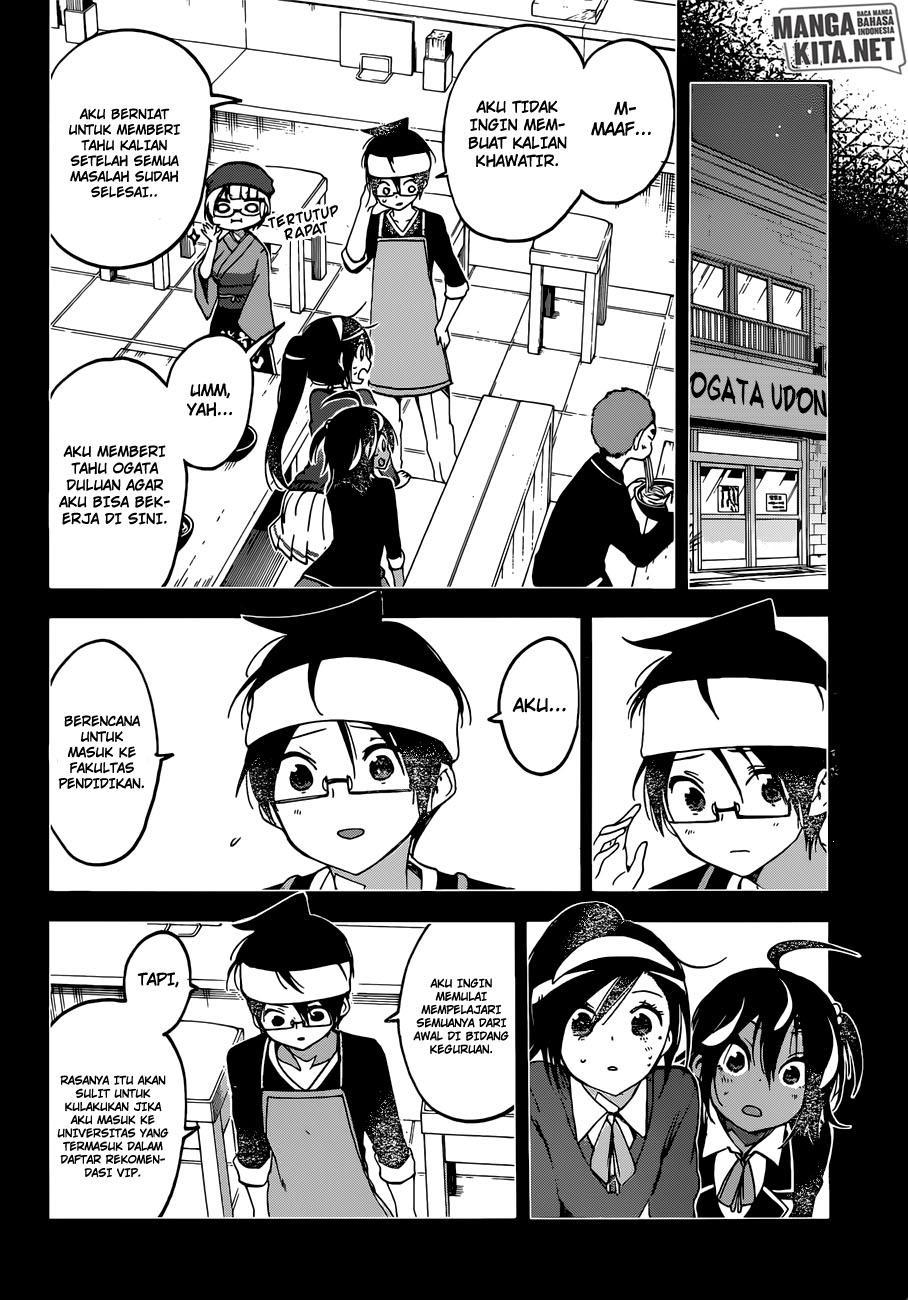 MANGA
KITA.NET
BACA MANGA
BAHASA
INDONESIA
OGATA UDON
M-
MAAF...
AKU TIDAK
INGIN MEM-
BUAT KALIAN
KHAWATIR.
AKU BERNIAT
UNTUK MEMBERI
TAHU KALIAN
SETELAH SEMUA
MASALAH SUDAH
SELESAI..
TERTUTUP
RAPAT
UMM,
YAH...
AKU MEMBERI
TAHU OGATA
DULUAN AGAR
AKU BISA BEK-
ERJA DI SINI.
AKU...
BERENCANA
UNTUK
MASUK KE
FAKULTAS
PENDIDIKAN.
AKU INGIN
MEMULAI
MEMPELAJARI
SEMUANYA DARI
AWAL DI BIDANG
KEGURUAN.
TAPI,
RASANYA ITU AKAN
SULIT UNTUK
KULAKUKAN JIKA
AKU MASUK KE
UNIVERSITAS YANG
TERMASUK DALAM
DAFTAR REKOMEN-
DASI VIP.